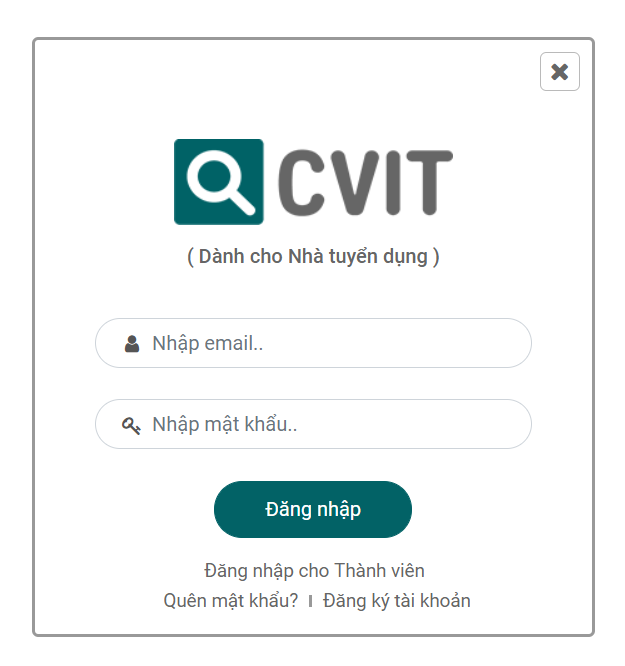 CVIT
( Dành cho Nhà tuyển dụng )
Nhập email..
Nhập mật khẩu..
Đăng nhập
Đăng nhập cho Thành viên
Quên mật khẩu? | Đăng ký tài khoản